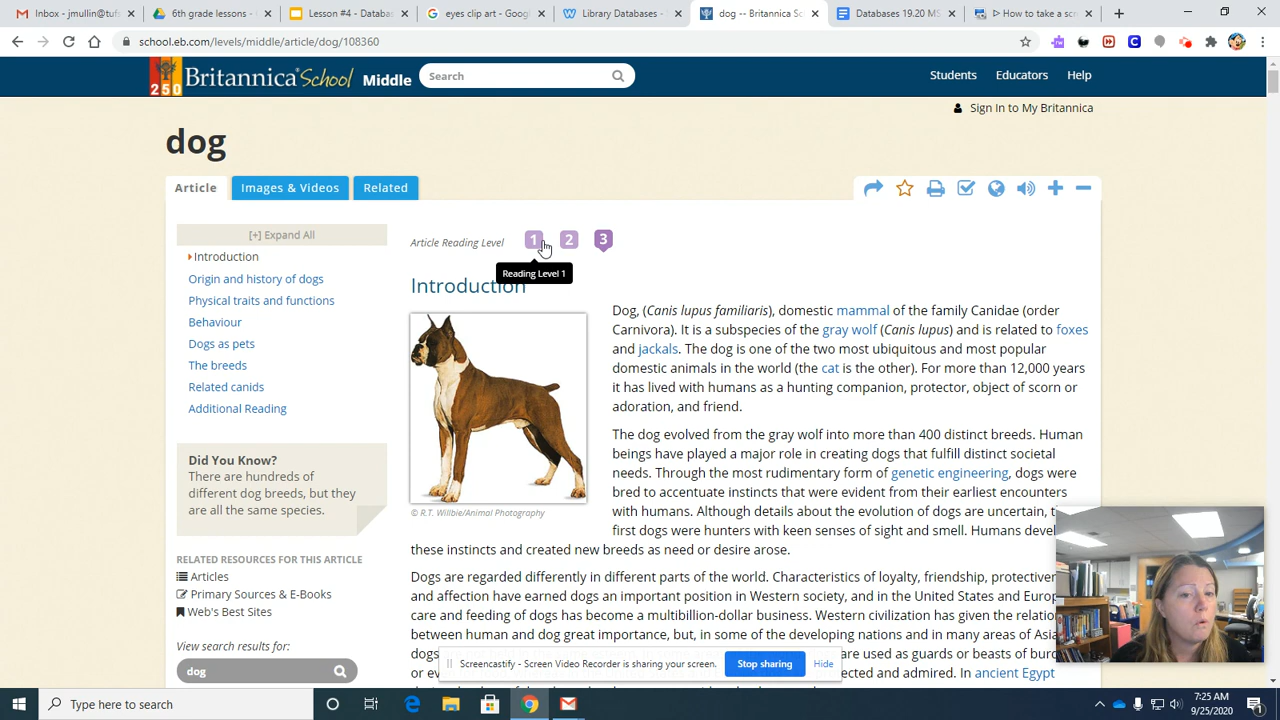 Inbox - jmullin@tufs
6th grade lessons - G
Lesson #4 - Databas
eyes clip art - Goog
Library Databases -
dog -- Britannica Sch
Databases 19.20 MS
How to take a scr
school.eb.com/levels/middle/article/dog/108360
250 Britannica School Middle
Search
Students
Educators
Help
Sign In to My Britannica
dog
Article
Images & Videos
Related
[+] Expand All
Introduction
Origin and history of dogs
Physical traits and functions
Behaviour
Dogs as pets
The breeds
Related canids
Additional Reading
Did You Know?
There are hundreds of
different dog breeds, but they
are all the same species.
RELATED RESOURCES FOR THIS ARTICLE
Articles
Primary Sources & E-Books
Web's Best Sites
View search results for:
dog
Article Reading Level 1 2 3
Reading Level 1
Introduction
© R.T. Willbie/Animal Photography
Dog, (Canis lupus familiaris), domestic mammal of the family Canidae (order
Carnivora). It is a subspecies of the gray wolf (Canis lupus) and is related to foxes
and jackals. The dog is one of the two most ubiquitous and most popular
domestic animals in the world (the cat is the other). For more than 12,000 years
it has lived with humans as a hunting companion, protector, object of scorn or
adoration, and friend.
The dog evolved from the gray wolf into more than 400 distinct breeds. Human
beings have played a major role in creating dogs that fulfill distinct societal
needs. Through the most rudimentary form of genetic engineering, dogs were
bred to accentuate instincts that were evident from their earliest encounters
with humans. Although details about the evolution of dogs are uncertain, t
first dogs were hunters with keen senses of sight and smell. Humans devel
these instincts and created new breeds as need or desire arose.
Dogs are regarded differently in different parts of the world. Characteristics of loyalty, friendship, protective
and affection have earned dogs an important position in Western society, and in the United States and Europ
care and feeding of dogs has become a multibillion-dollar business. Western civilization has given the relatio
between human and dog great importance, but, in some of the developing nations and in many areas of Asia
dogs are used as guards or beasts of burd
or ev ected and admired. In ancient Egypt
Screencastify - Screen Video Recorder is sharing your screen.
Stop sharing
Hide
Type here to search
7:25 AM
9/25/2020